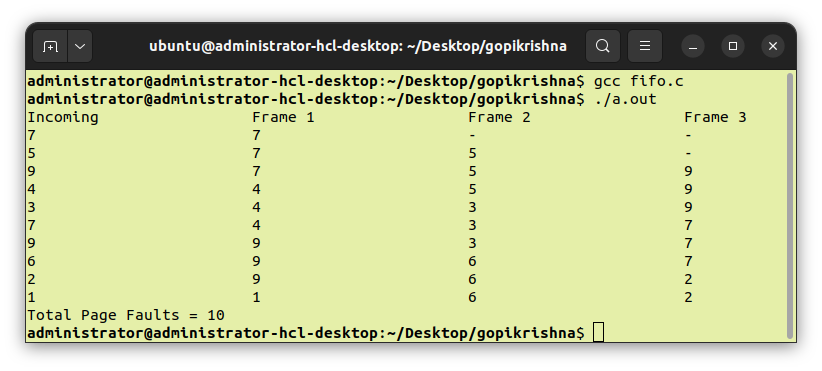 ubuntu@administrator-hcl-desktop: ~/Desktop/gopikrishna
administrator@administrator-hcl-desktop:~/Desktop/gopikrishna$ gcc fifo.c
administrator@administrator-hcl-desktop:~/Desktop/gopikrishna$ ./a.out
Incoming Frame 1 Frame 2 Frame 3
7 7 - -
5 7 5 -
9 7 5 9
4 4 5 9
3 4 3 9
7 4 3 7
9 9 3 7
6 9 6 7
2 9 6 2
1 1 6 2
Total Page Faults = 10
administrator@administrator-hcl-desktop:~/Desktop/gopikrishna$